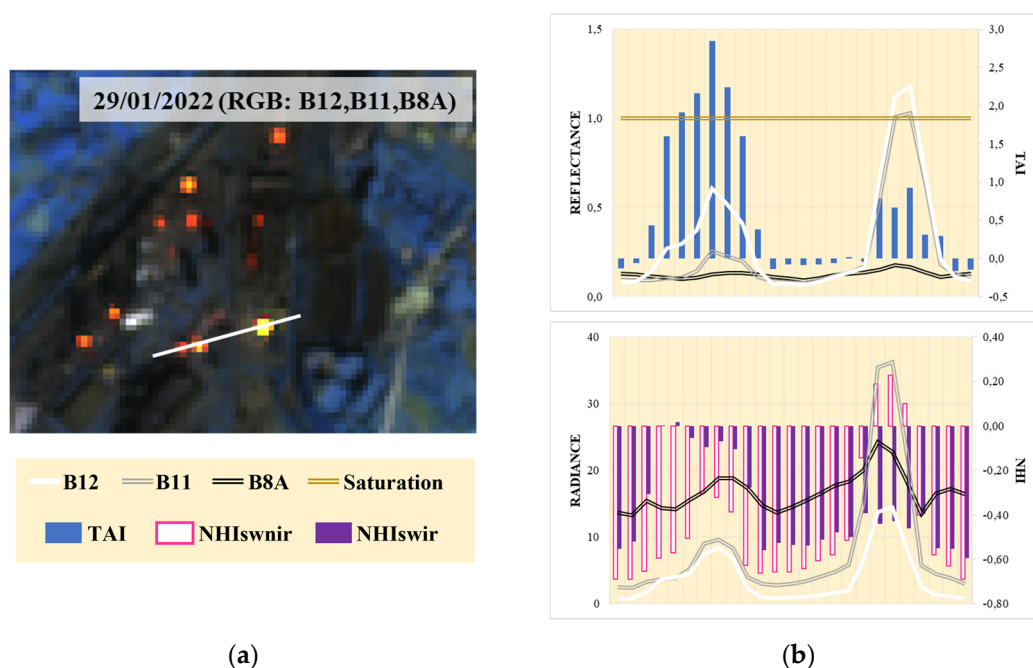 29/01/2022 (RGB: B12,B11,B8A)
B12 B11 B8A Saturation
TAI NHIswnir NHIswir
(a)
1,5
1,0
0,5
0,0
REFLECTANCE
3,0
2,5
2,0
1,5
1,0
0,5
0,0
-0,5
TAI
40
30
20
10
0
RADIANCE
0,40
0,20
0,00
-0,20
-0,40
-0,60
-0,80
NHI
(b)